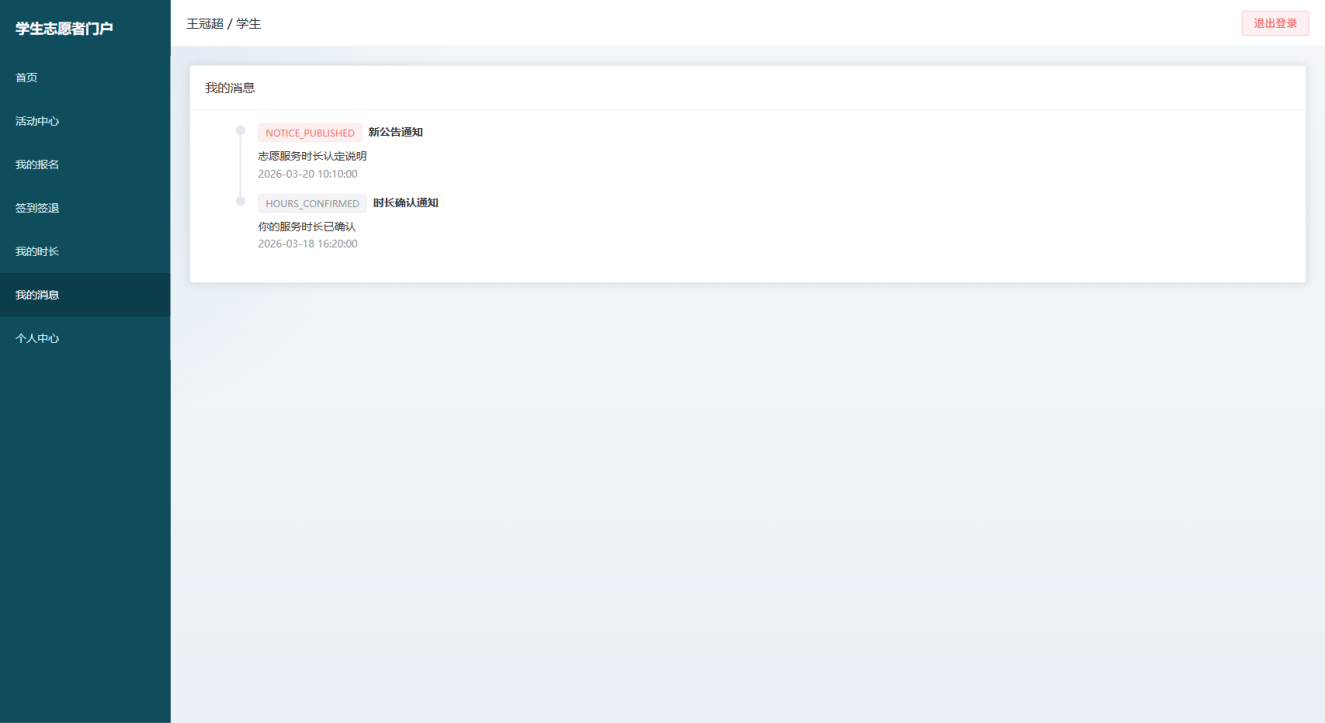 学生志愿者门户
首页
活动中心
我的报名
签到签退
我的时长
我的消息
个人中心
王冠超 / 学生
退出登录
我的消息
NOTICE_PUBLISHED 新公告通知
志愿服务时长认定说明
2026-03-20 10:10:00
HOURS_CONFIRMED 时长确认通知
你的服务时长已确认
2026-03-18 16:20:00